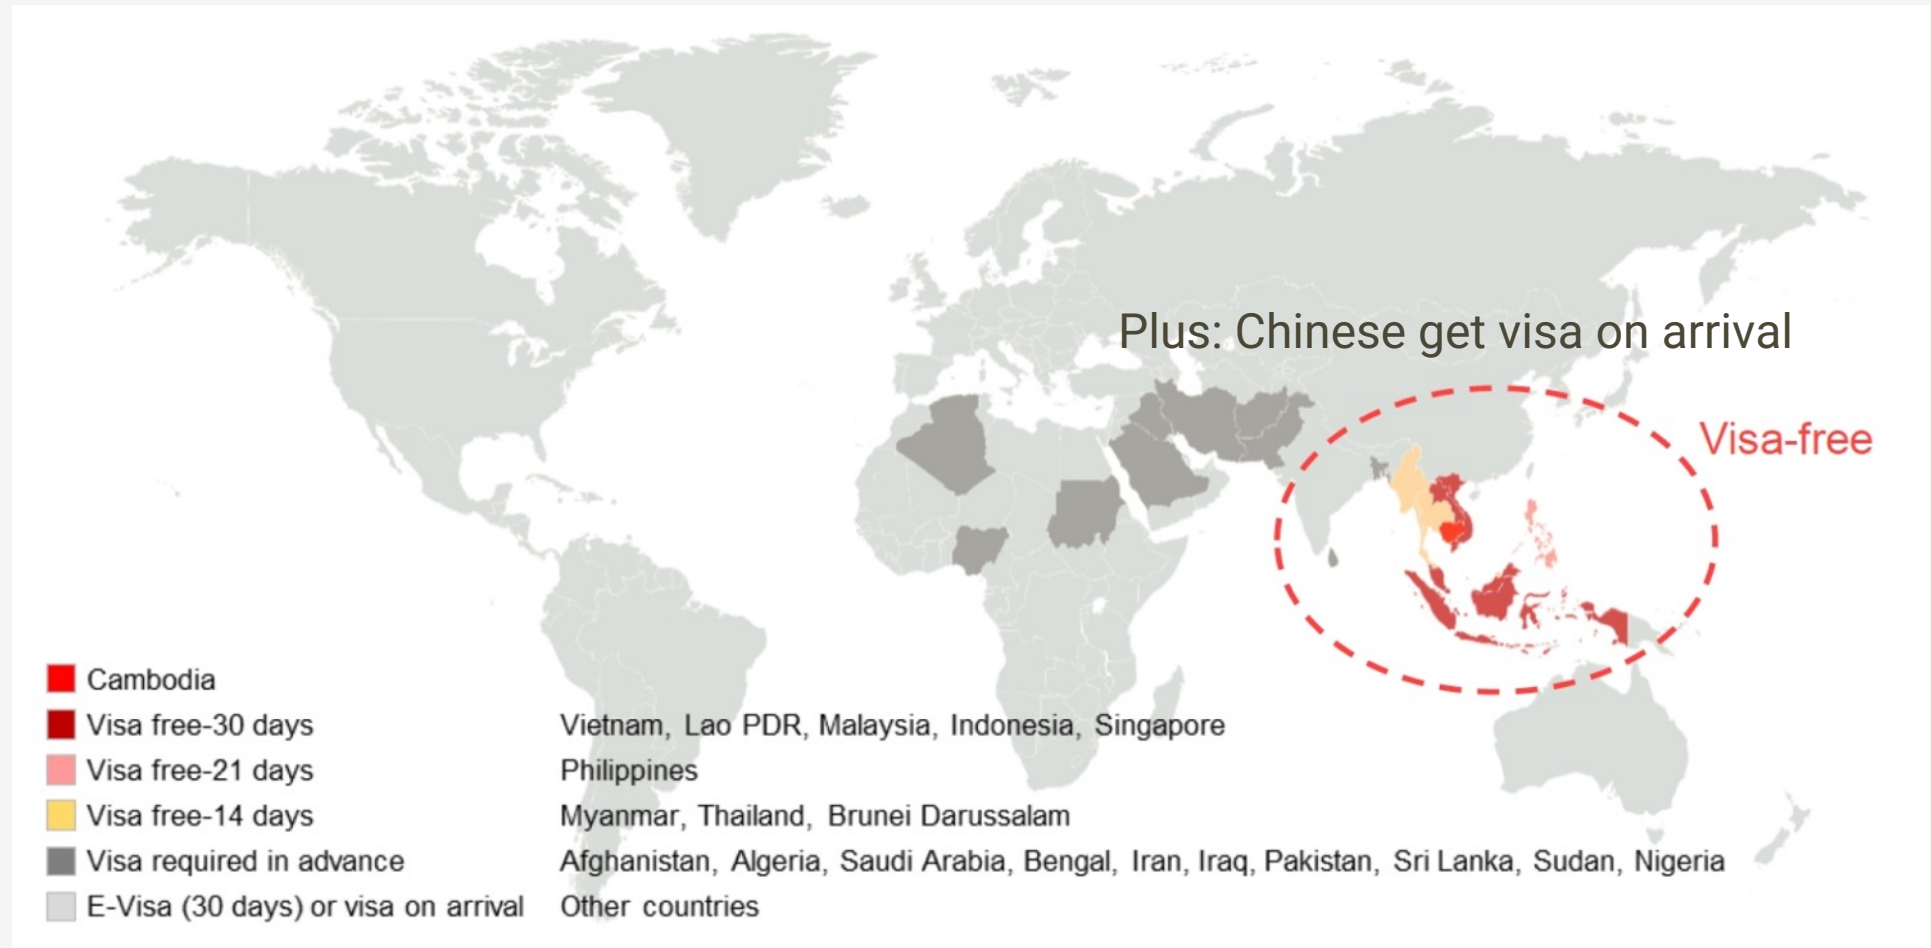 Plus: Chinese get visa on arrival
Visa-free
Cambodia
Visa free-30 days Vietnam, Lao PDR, Malaysia, Indonesia, Singapore
Visa free-21 days Philippines
Visa free-14 days Myanmar, Thailand, Brunei Darussalam
Visa required in advance Afghanistan, Algeria, Saudi Arabia, Bengal, Iran, Iraq, Pakistan, Sri Lanka, Sudan, Nigeria
E-Visa (30 days) or visa on arrival Other countries